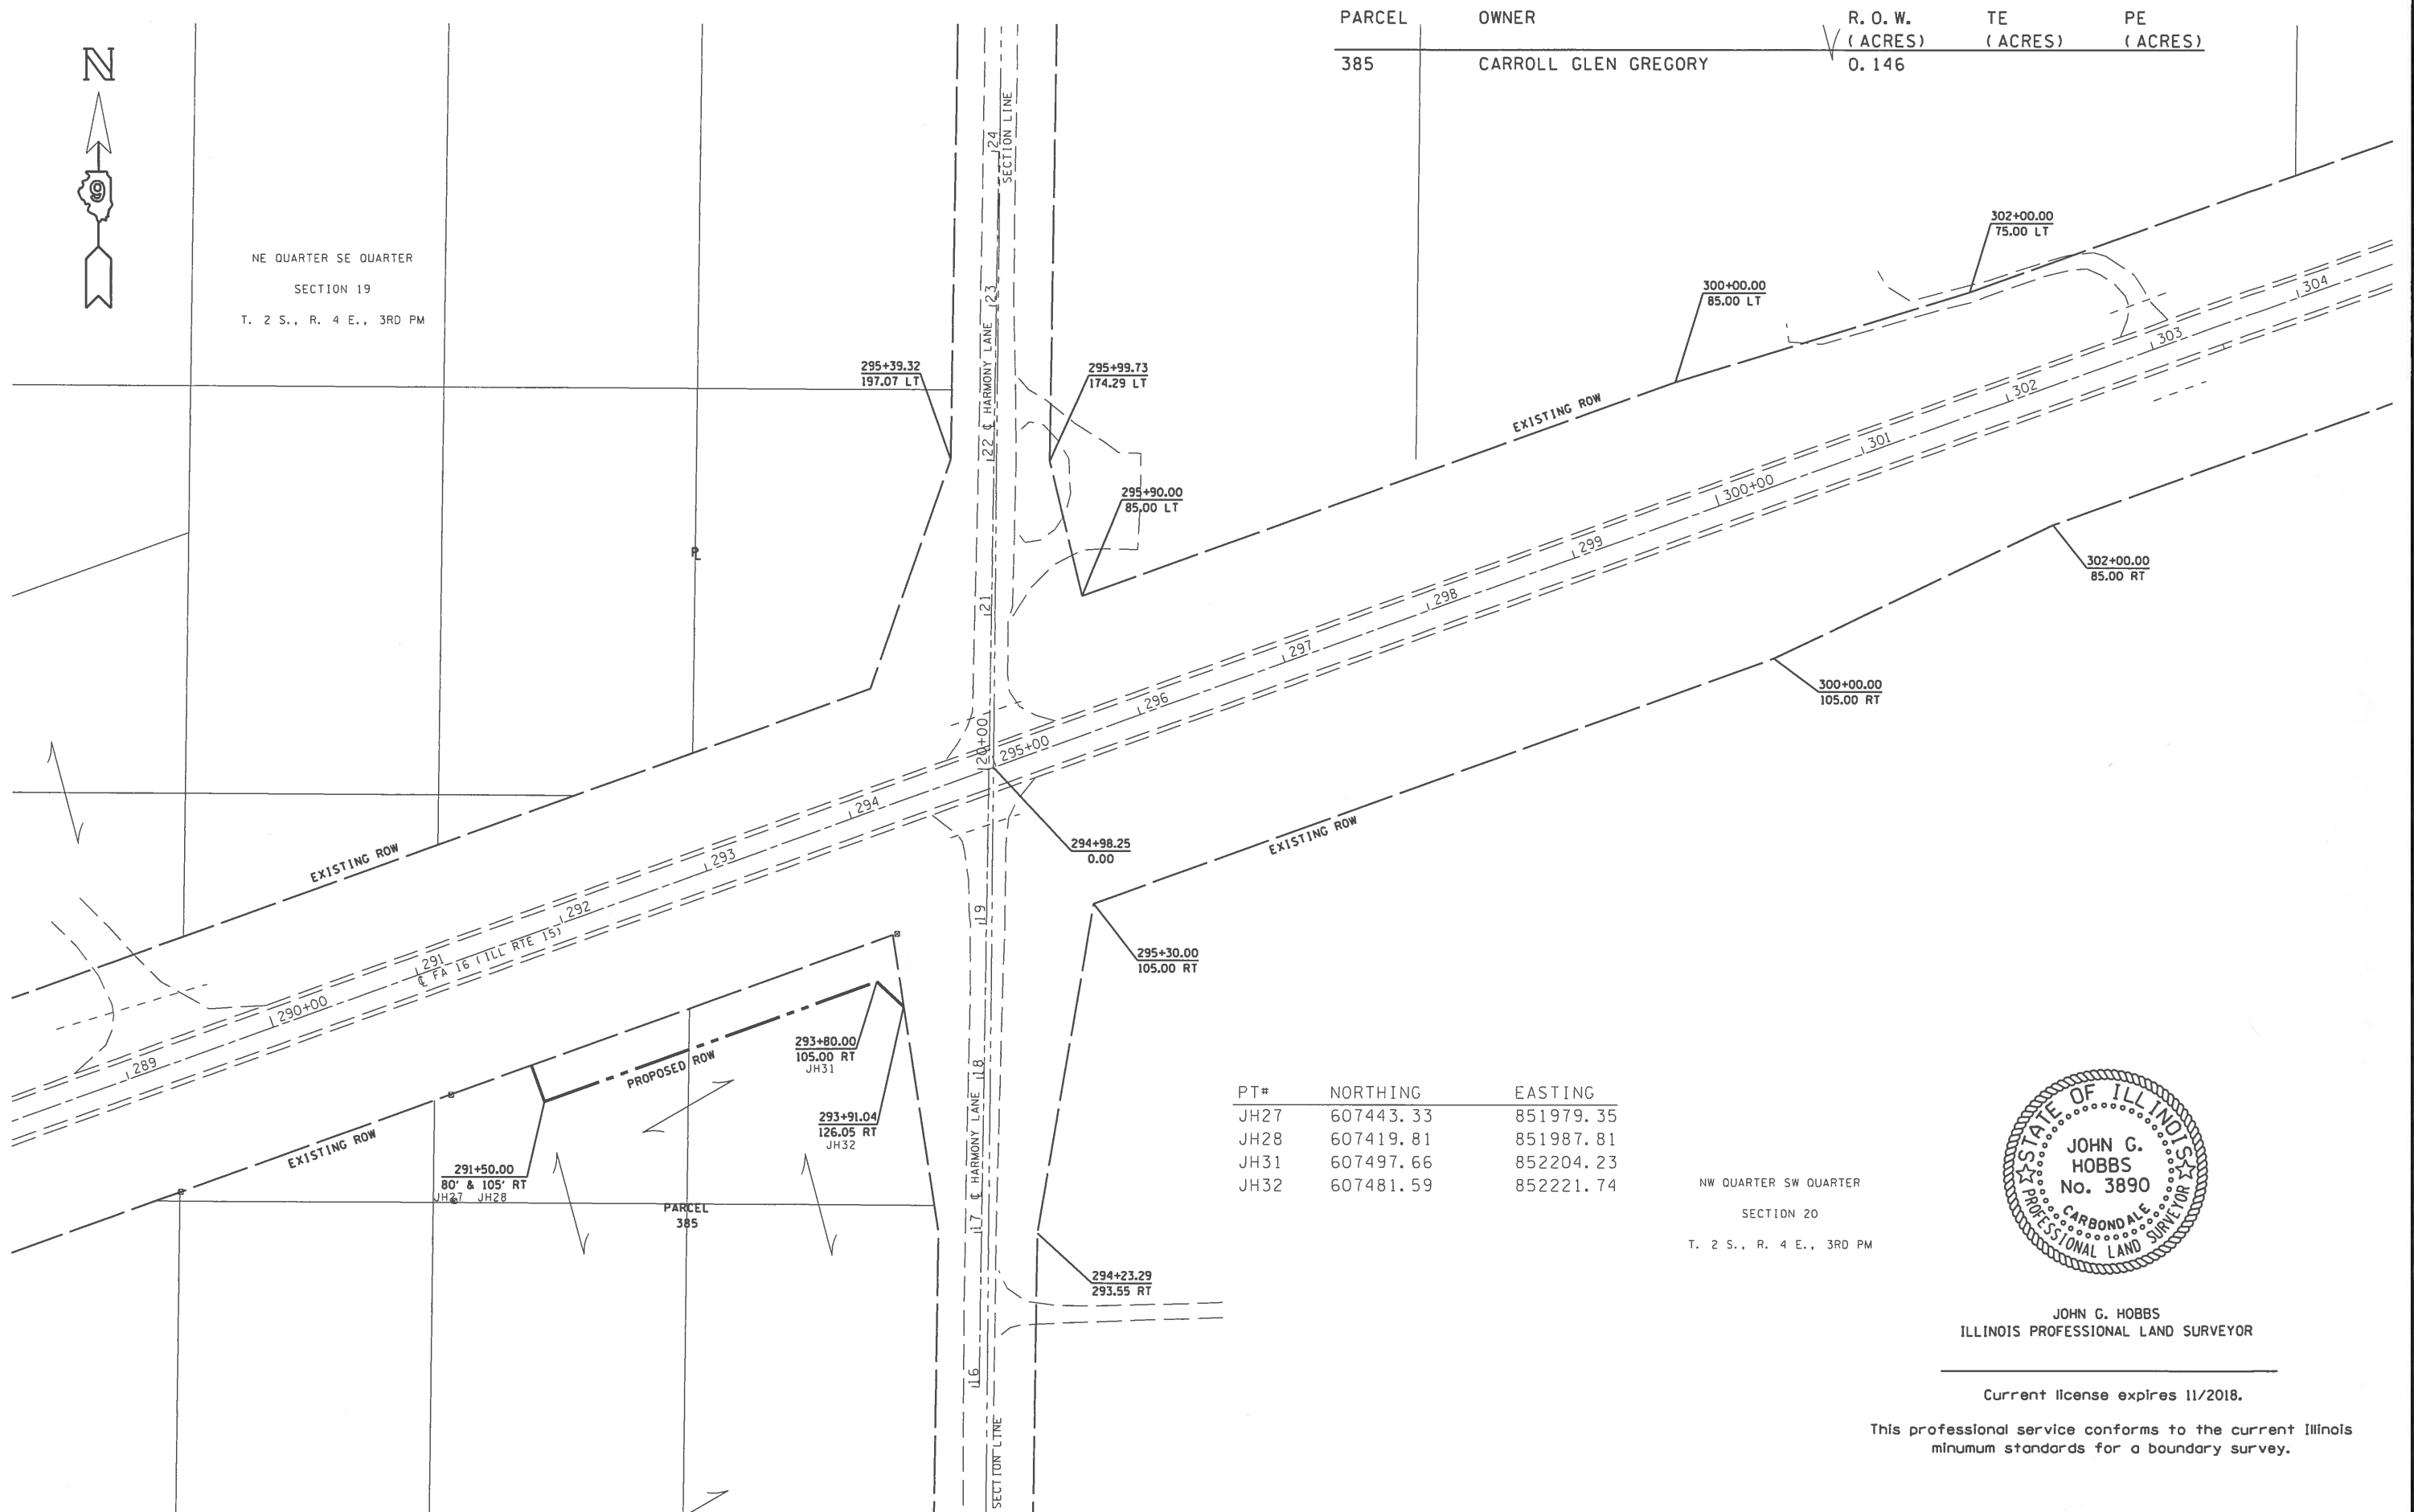 PARCEL OWNER R.O.W. TE PE
(ACRES) (ACRES) (ACRES)
385 CARROLL GLEN GREGORY 0.146
N
9
NE QUARTER SE QUARTER
SECTION 19
T. 2 S., R. 4 E., 3RD PM
24
SECTION LINE
23
℄ HARMONY LANE
22
21
20+00
302+00.00
75.00 LT
300+00.00
85.00 LT
295+39.32
197.07 LT
295+99.73
174.29 LT
295+90.00
85.00 LT
EXISTING ROW
304
303
302
301
300+00
299
298
297
296
295+00
294
293
292
291
290+00
289
℄ FA 16 (ILL RTE 15)
PL
302+00.00
85.00 RT
300+00.00
105.00 RT
294+98.25
0.00
EXISTING ROW
EXISTING ROW
295+30.00
105.00 RT
19
18
℄ HARMONY LANE
17
16
SECTION LINE
293+80.00
105.00 RT
JH31
PROPOSED ROW
293+91.04
126.05 RT
JH32
EXISTING ROW
291+50.00
80' & 105' RT
JH27 JH28
PARCEL
385
294+23.29
293.55 RT
PT# NORTHING EASTING
JH27 607443.33 851979.35
JH28 607419.81 851987.81
JH31 607497.66 852204.23
JH32 607481.59 852221.74
NW QUARTER SW QUARTER
SECTION 20
T. 2 S., R. 4 E., 3RD PM
STATE OF ILLINOIS
JOHN G.
HOBBS
No. 3890
CARBONDALE
PROFESSIONAL LAND SURVEYOR
JOHN G. HOBBS
ILLINOIS PROFESSIONAL LAND SURVEYOR
Current license expires 11/2018.
This professional service conforms to the current Illinois
minumum standards for a boundary survey.